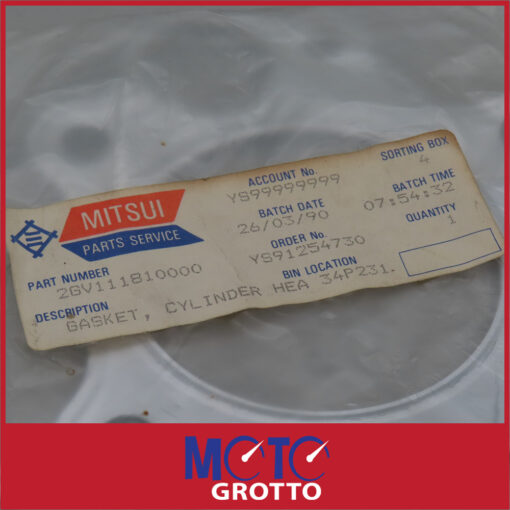 MITSUI
PARTS SERVICE
PART NUMBER
2GV111810000
DESCRIPTION
GASKET, CYLINDER HEA
ACCOUNT No.
YS99999999
BATCH DATE
26/03/90
ORDER No.
YS91254730
BIN LOCATION
34P231.
SORTING BOX
4
BATCH TIME
07:54:32
QUANTITY
1
MOTO
GROTTO